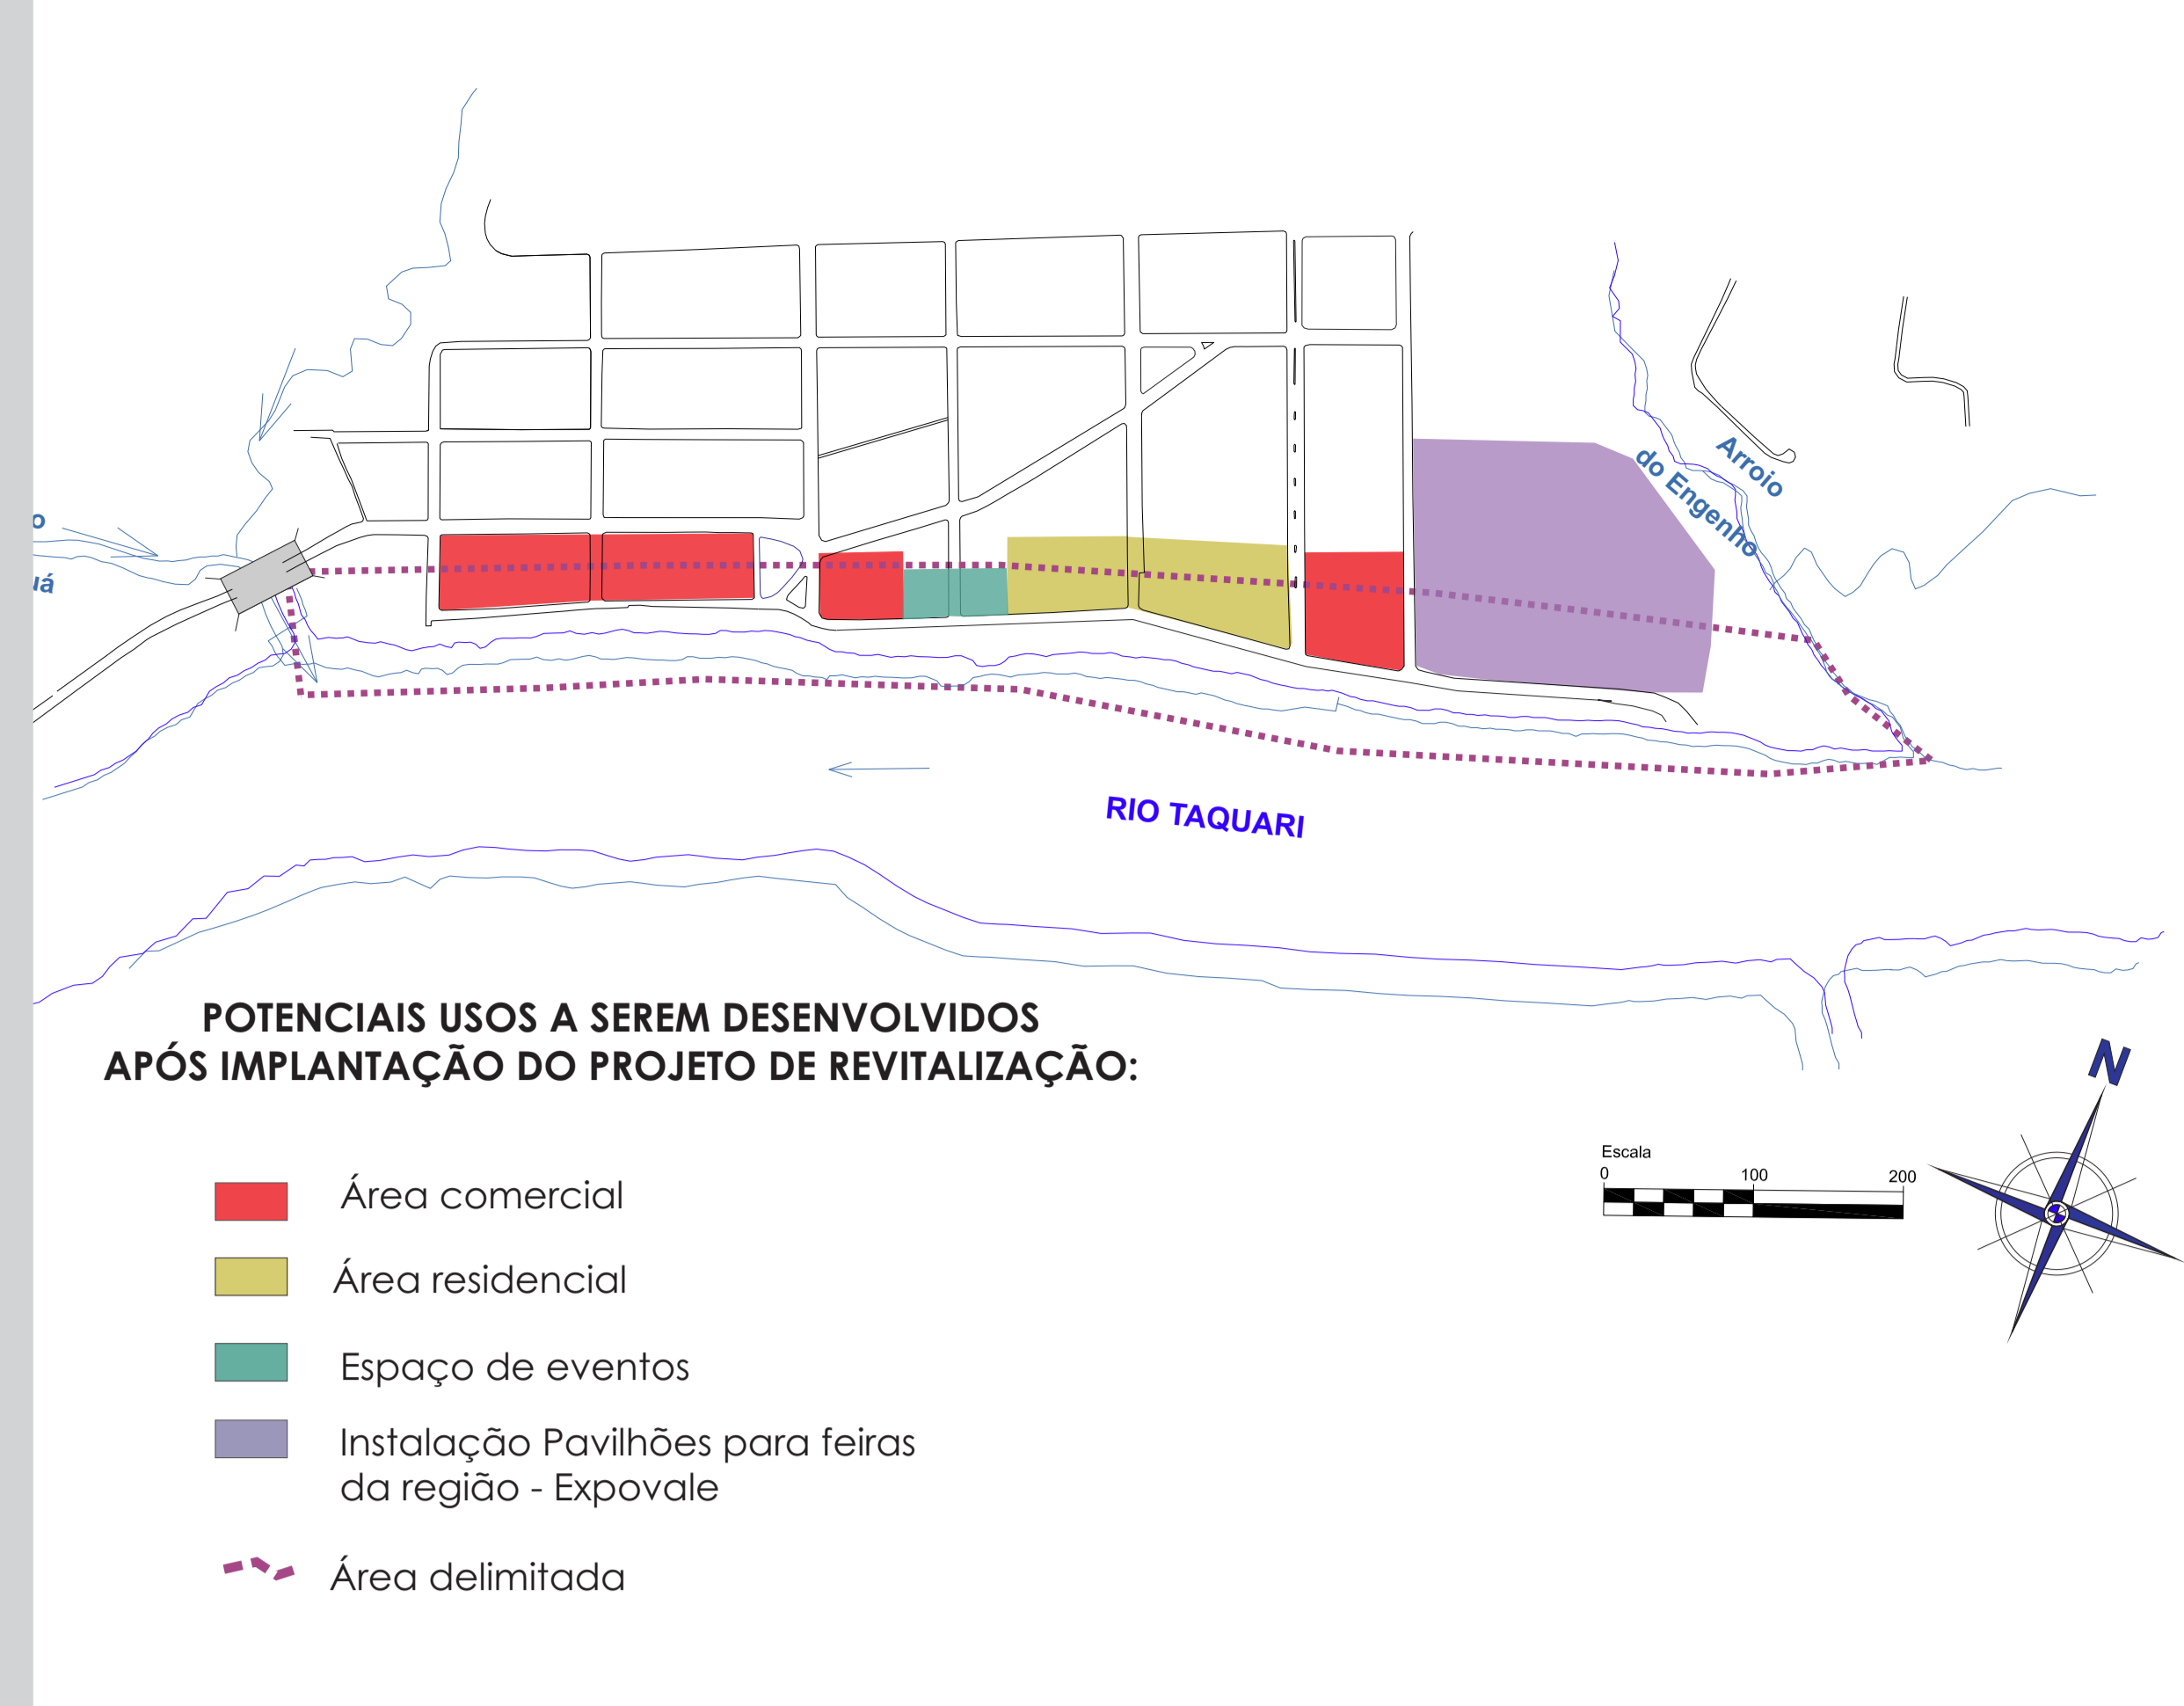 Arroio
do Engenho
o
uá
RIO TAQUARI
POTENCIAIS USOS A SEREM DESENVOLVIDOS
APÓS IMPLANTAÇÃO DO PROJETO DE REVITALIZAÇÃO:
N
Escala
0 100 200
Área comercial
Área residencial
Espaço de eventos
Instalação Pavilhões para feiras
da região - Expovale
Área delimitada